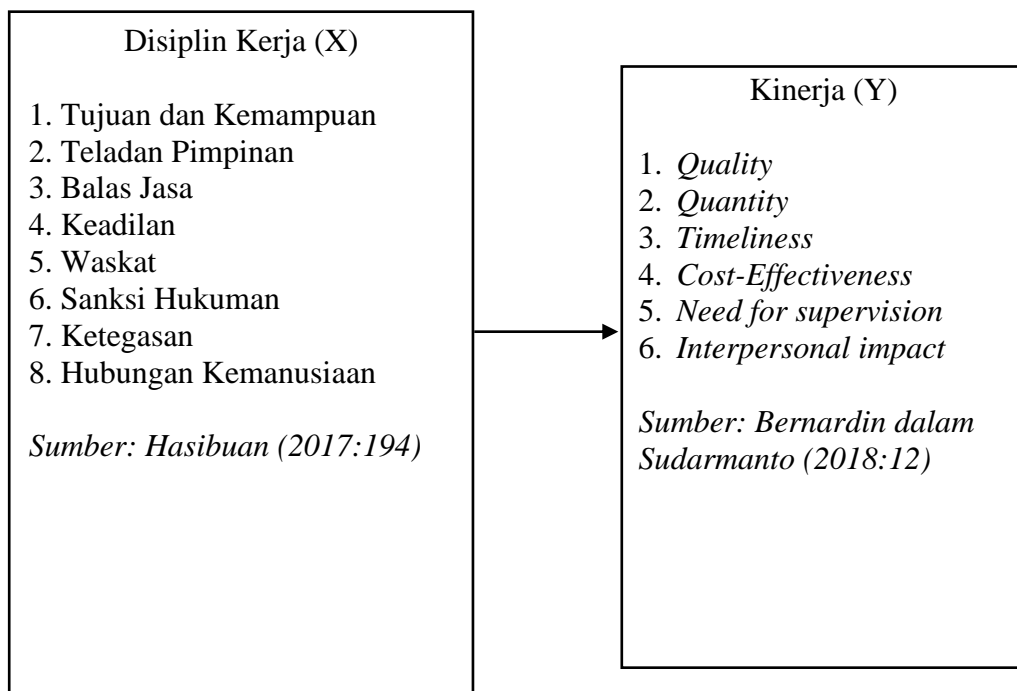 Disiplin Kerja (X)
1. Tujuan dan Kemampuan
2. Teladan Pimpinan
3. Balas Jasa
4. Keadilan
5. Waskat
6. Sanksi Hukuman
7. Ketegasan
8. Hubungan Kemanusiaan
Sumber: Hasibuan (2017:194)
Kinerja (Y)
1. Quality
2. Quantity
3. Timeliness
4. Cost-Effectiveness
5. Need for supervision
6. Interpersonal impact
Sumber: Bernardin dalam
Sudarmanto (2018:12)